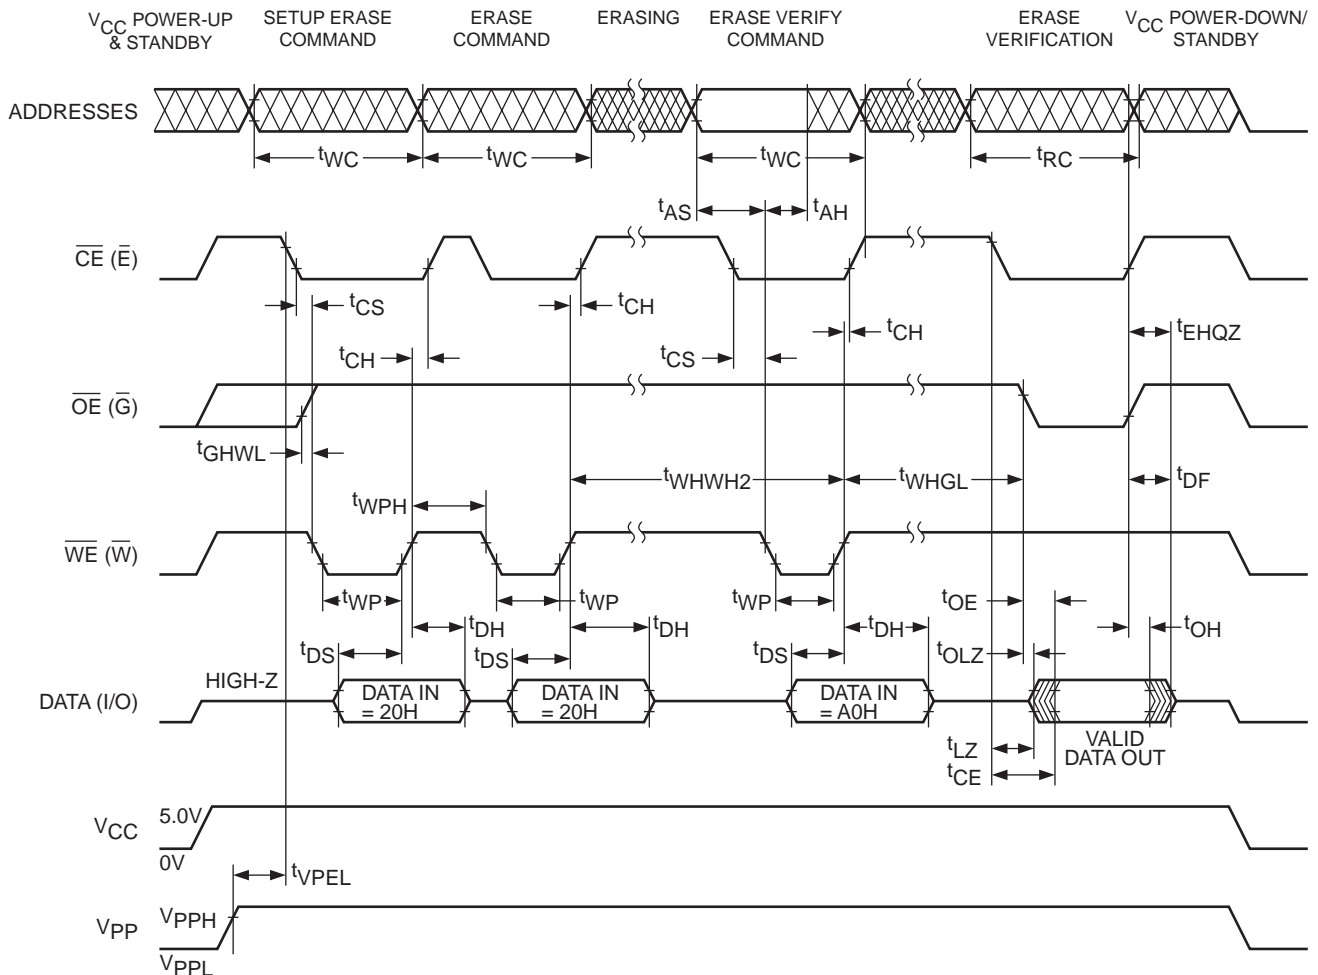 VCC POWER-UP
& STANDBY
SETUP ERASE
COMMAND
ERASE
COMMAND
ERASING
ERASE VERIFY
COMMAND
ERASE
VERIFICATION
VCC POWER-DOWN/
STANDBY
ADDRESSES
tWC
tWC
tWC
tRC
tAS
tAH
CE (E)
tCS
tCH
tCH
tEHQZ
tCH
tCS
OE (G)
tGHWL
tWHWH2
tWHGL
tDF
tWPH
WE (W)
tWP
tWP
tWP
tOE
tDH
tDH
tDH
tOH
tDS
tDS
tDS
tOLZ
HIGH-Z
DATA (I/O)
DATA IN
= 20H
DATA IN
= 20H
DATA IN
= A0H
VALID
DATA OUT
tLZ
tCE
VCC
5.0V
0V
tVPEL
VPP
VPPH
VPPL